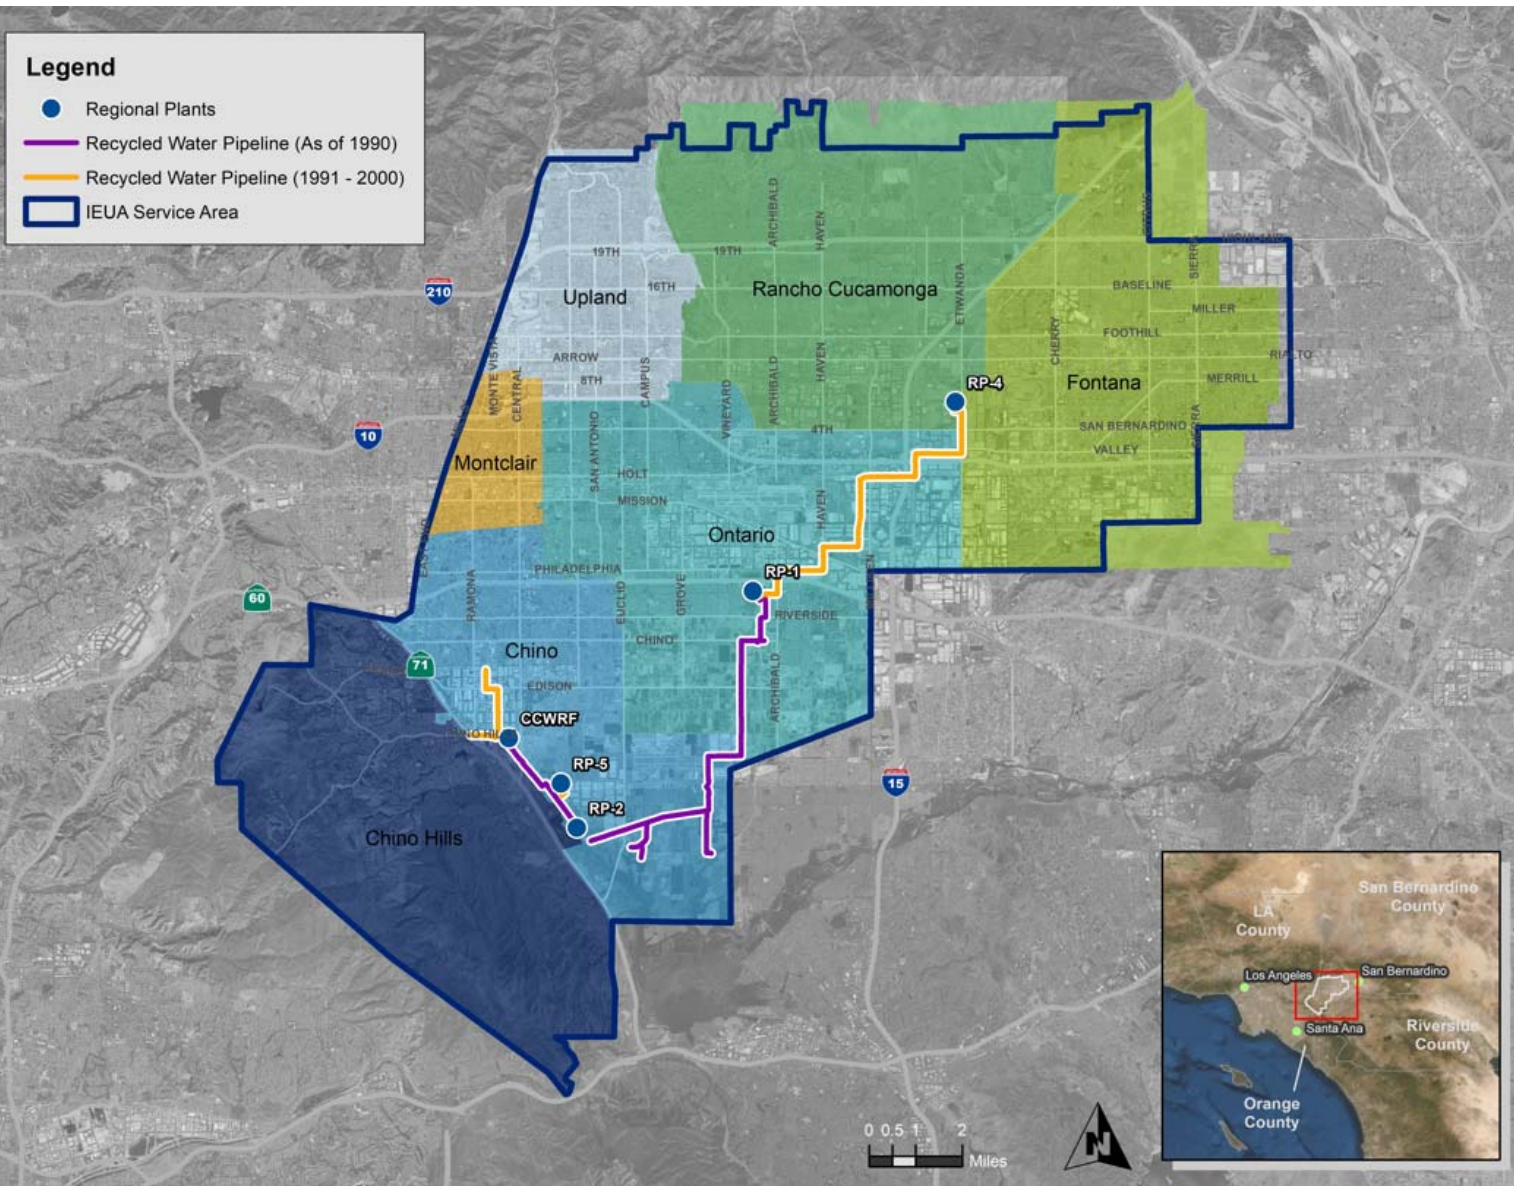 Legend
Regional Plants
Recycled Water Pipeline (As of 1990)
Recycled Water Pipeline (1991 - 2000)
IEUA Service Area
ARCHIBALD
HAVEN
HIGHLAND
19TH
19TH
SIERRA
210
16TH
Upland
Rancho Cucamonga
ETIWANDA
BASELINE
MILLER
FOOTHILL
CHERRY
MONTE VISTA
ARROW
HAVEN
RIALTO
8TH
CENTRAL
CAMPUS
ARCHIBALD
RP-4
Fontana
MERRILL
VINEYARD
10
4TH
SAN BERNARDINO
SIERRA
SAN ANTONIO
VALLEY
Montclair
HOLT
MISSION
HAVEN
Ontario
PHILADELPHIA
RP-1
60
RAMONA
EUCLID
GROVE
RIVERSIDE
CHINO
Chino
71
EDISON
ARCHIBALD
CCWRF
RP-5
15
RP-2
Chino Hills
San Bernardino
County
LA
County
Los Angeles
San Bernardino
Santa Ana
Riverside
County
Orange
County
0 0.5 1 2
Miles
N